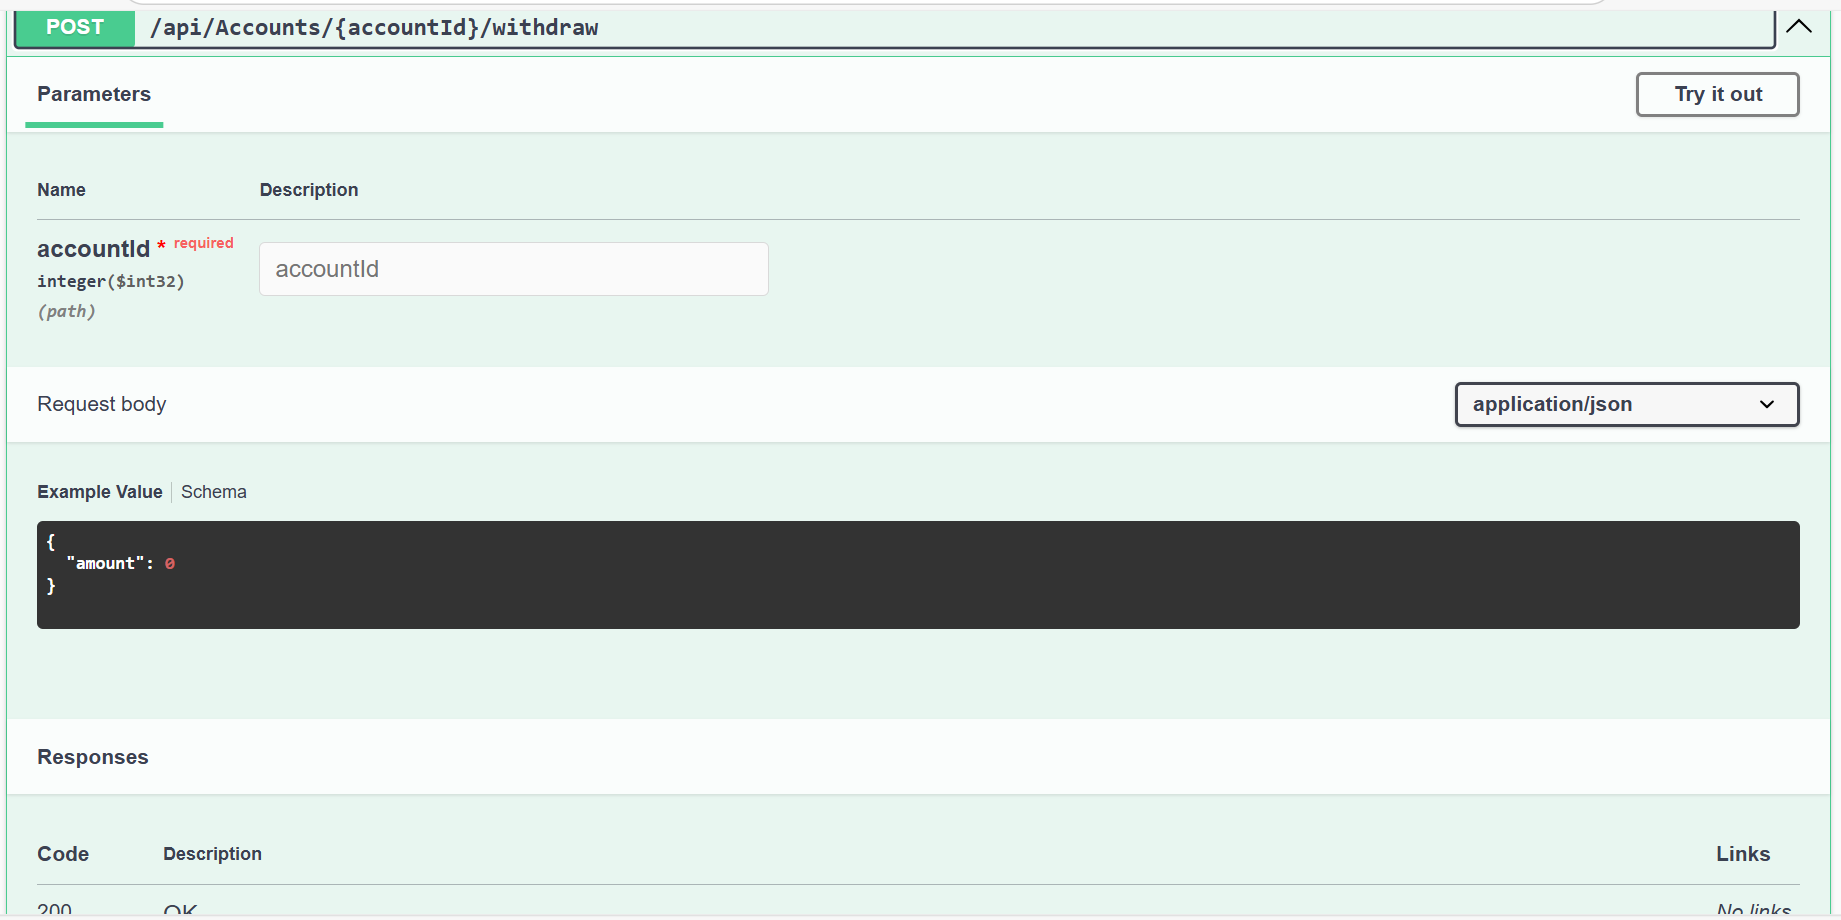 POST /api/Accounts/{accountId}/withdraw
Parameters
Try it out
Name Description
accountId * required
integer($int32)
(path)
accountId
Request body
application/json
Example Value Schema
{
"amount": 0
}
Responses
Code Description Links
200 OK No links